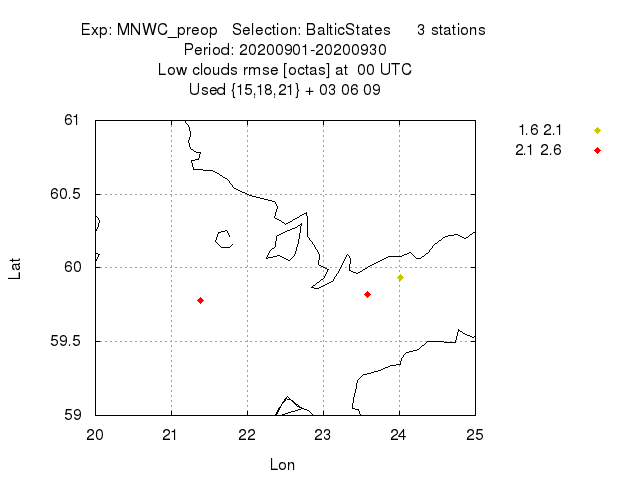 Exp: MNWC_preop   Selection: BalticStates      3 stations
Period: 20200901-20200930
Low clouds rmse [octas] at  00 UTC
Used {15,18,21} + 03 06 09
1.6 2.1
2.1  2.6
61
60.5
60
59.5
59
Lat
20 21 22 23 24 25
Lon